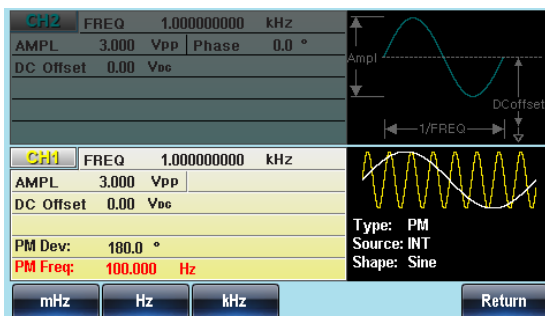 CH2 FREQ 1.000000000 kHz
AMPL 3.000 Vpp Phase 0.0 °
DC Offset 0.00 VDC
Ampl
DCoffset
1/FREQ
CH1 FREQ 1.000000000 kHz
AMPL 3.000 Vpp
DC Offset 0.00 VDC
PM Dev: 180.0 °
PM Freq: 100.000 Hz
Type: PM
Source: INT
Shape: Sine
mHz Hz kHz Return